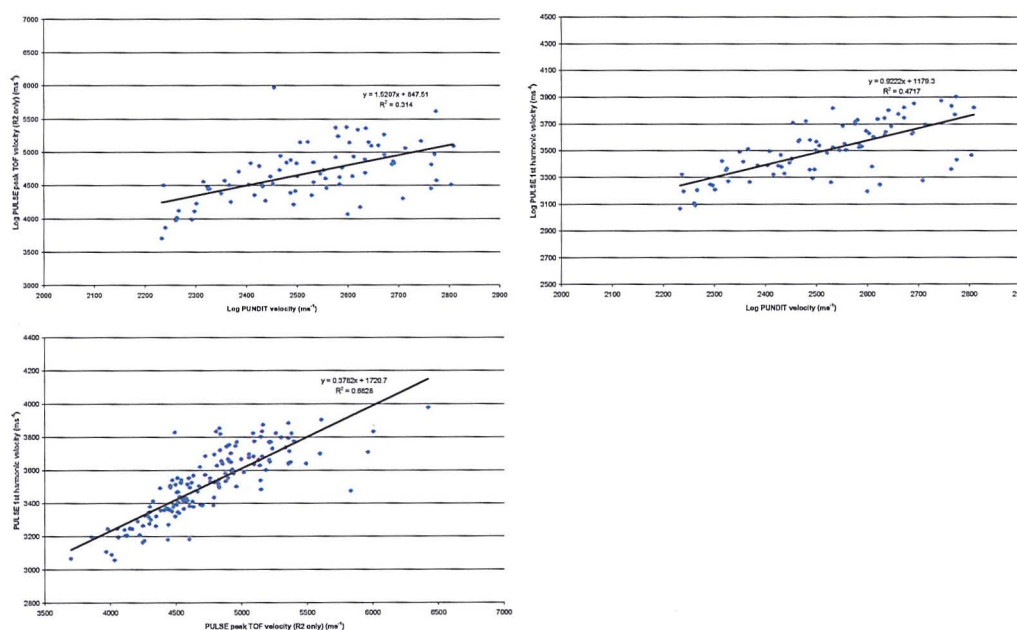 7000
6500
6000
5500
5000
4500
4000
3500
3000
Log PULSE peak TOF velocity (R2 only) (ms⁻¹)
y = 1.5207x + 847.51
R² = 0.314
2000 2100 2200 2300 2400 2500 2600 2700 2800 2900
Log PUNDIT velocity (ms⁻¹)
4500
4300
4100
3900
3700
3500
3300
3100
2900
2700
2500
Log PULSE 1st harmonic velocity (ms⁻¹)
y = 0.9222x + 1179.3
R² = 0.4717
2000 2100 2200 2300 2400 2500 2600 2700 2800
Log PUNDIT velocity (ms⁻¹)
4400
4200
4000
3800
3600
3400
3200
3000
2800
PULSE 1st harmonic velocity (ms⁻¹)
y = 0.3782x + 1720.7
R² = 0.6828
3500 4000 4500 5000 5500 6000 6500 7000
PULSE peak TOF velocity (R2 only) (ms⁻¹)